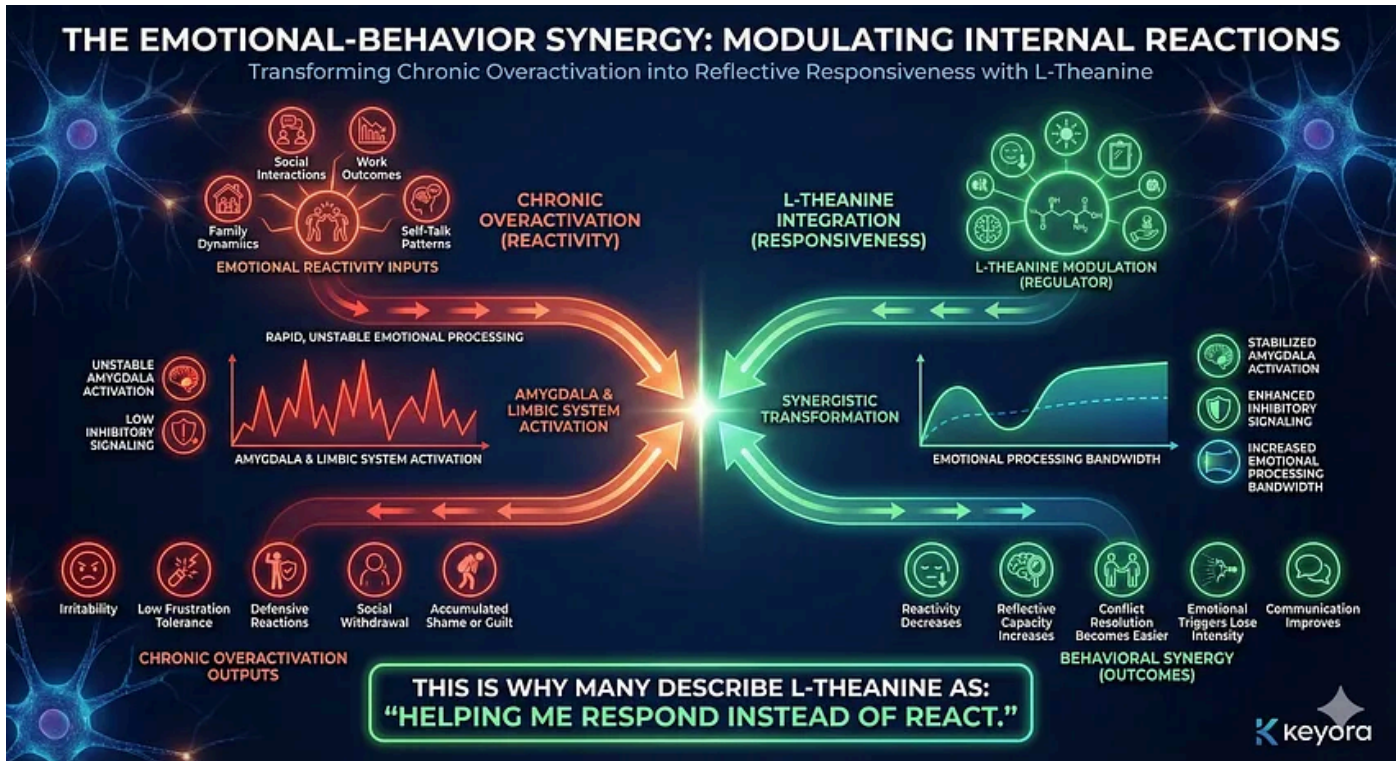 THE EMOTIONAL-BEHAVIOR SYNERGY: MODULATING INTERNAL REACTIONS
Transforming Chronic Overactivation into Reflective Responsiveness with L-Theanine
Social
Interactions
Work
Outcomes
Family
Dynamiics
Self-Talk
Patterns
EMOTIONAL REACTIVITY INPUTS
CHRONIC
OVERACTIVATION
(REACTIVITY)
L-THEANINE
INTEGRATION
(RESPONSIVENESS)
L-THEANINE MODULATION
(REGULATOR)
RAPID, UNSTABLE EMOTIONAL PROCESSING
UNSTABLE
AMYGDALA
ACTIVATION
LOW
INHIBITORY
SIGNALING
AMYGDALA & LIMBIC SYSTEM ACTIVATION
AMYGDALA &
LIMBIC SYSTEM
ACTIVATION
SYNERGISTIC
TRANSFORMATION
EMOTIONAL PROCESSING BANDWIDTH
STABILIZED
AMYGDALA
ACTIVATION
ENHANCED
INHIBITORY
SIGNALING
INCREASED
EMOTIONAL
PROCESSING
BANDWIDTH
Irritability
Low Frustration
Tolerance
Defensive
Reactions
Social
Withdrawal
Accumulated
Shame or Guilt
CHRONIC OVERACTIVATION
OUTPUTS
Reactivity
Decreases
Reflective
Capacity
Increases
Conflict
Resolution
Becomes Easier
Emotional
Triggers Lose
Intensity
Communication
Improves
BEHAVIORAL SYNERGY
(OUTCOMES)
THIS IS WHY MANY DESCRIBE L-THEANINE AS:
“HELPING ME RESPOND INSTEAD OF REACT.”
keyora